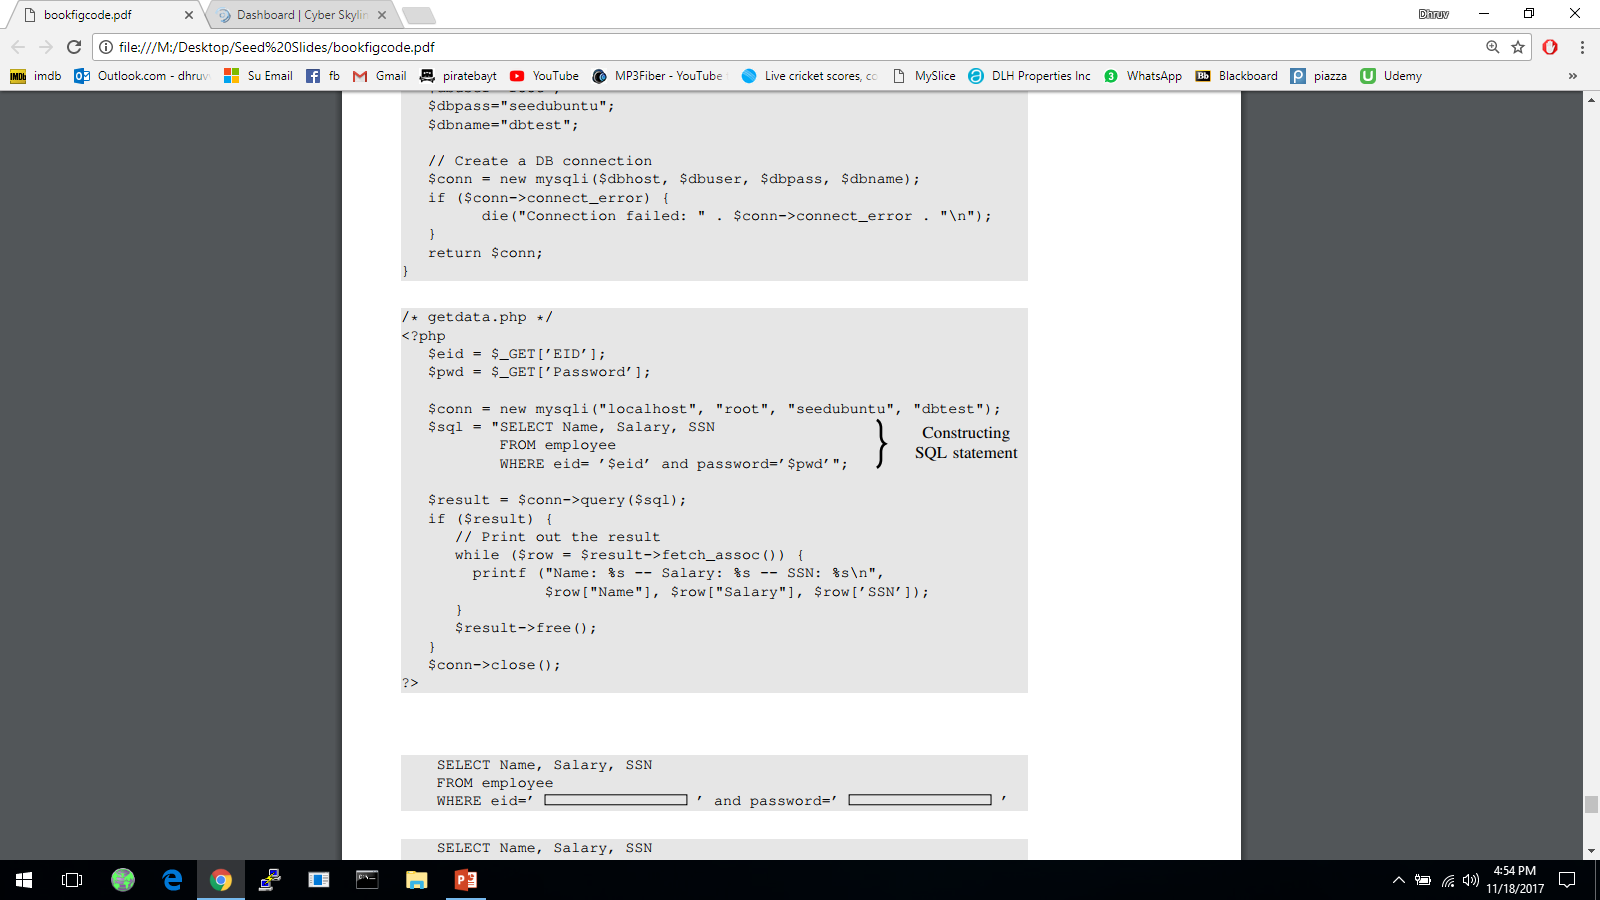 bookfigcode.pdf
Dashboard | Cyber Skylin
Dhruv
file:///M:/Desktop/Seed%20Slides/bookfigcode.pdf
IMDb imdb Outlook.com - dhruv Su Email fb Gmail piratebayt YouTube MP3Fiber - YouTube Live cricket scores, co MySlice DLH Properties Inc WhatsApp Bb Blackboard piazza Udemy »
$dbpass="seedubuntu";
$dbname="dbtest";
// Create a DB connection
$conn = new mysqli($dbhost, $dbuser, $dbpass, $dbname);
if ($conn->connect_error) {
die("Connection failed: " . $conn->connect_error . "\n");
}
return $conn;
}
/* getdata.php */
<?php
$eid = $_GET[’EID’];
$pwd = $_GET[’Password’];
$conn = new mysqli("localhost", "root", "seedubuntu", "dbtest");
$sql = "SELECT Name, Salary, SSN
FROM employee
WHERE eid= ’$eid’ and password=’$pwd’";
Constructing
SQL statement
$result = $conn->query($sql);
if ($result) {
// Print out the result
while ($row = $result->fetch_assoc()) {
printf ("Name: %s -- Salary: %s -- SSN: %s\n",
$row["Name"], $row["Salary"], $row[’SSN’]);
}
$result->free();
}
$conn->close();
?>
SELECT Name, Salary, SSN
FROM employee
WHERE eid=’ ’ and password=’ ’
SELECT Name, Salary, SSN
4:54 PM
11/18/2017